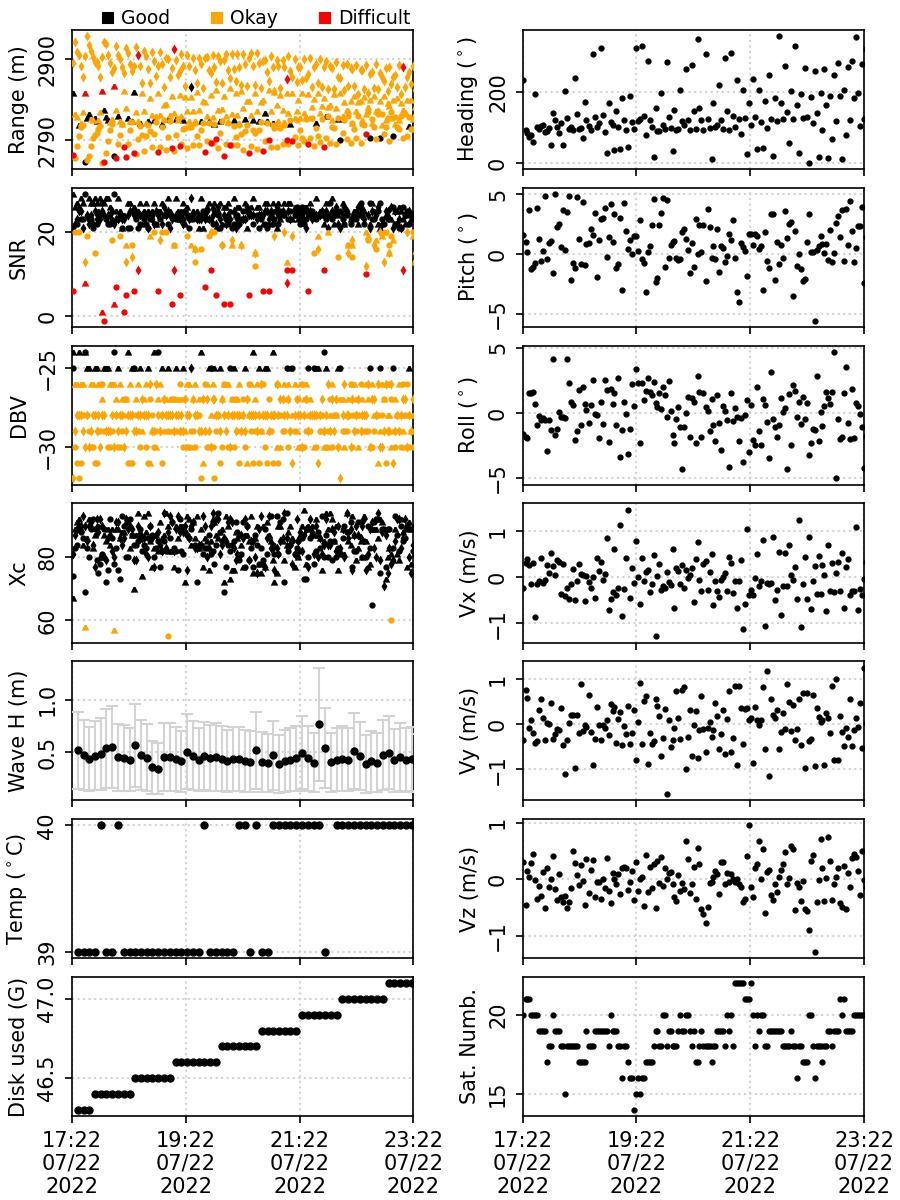 Good Okay Difficult
Range (m)
2900
2790
Heading (°)
200
0
SNR
20
0
Pitch (°)
5
0
−5
DBV
−25
−30
Roll (°)
5
0
−5
Xc
80
60
Vx (m/s)
1
0
−1
Wave H (m)
1.0
0.5
Vy (m/s)
1
0
−1
Temp (°C)
40
39
Vz (m/s)
1
0
−1
Disk used (G)
47.0
46.5
Sat. Numb.
20
15
17:22 19:22 21:22 23:22
07/22 07/22 07/22 07/22
2022 2022 2022 2022
17:22 19:22 21:22 23:22
07/22 07/22 07/22 07/22
2022 2022 2022 2022